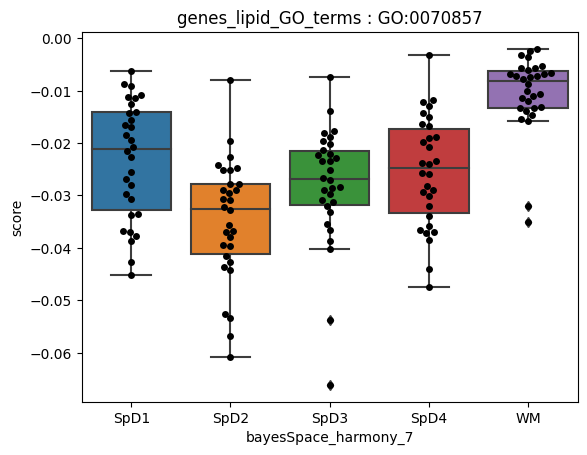 genes_lipid_GO_terms : GO:0070857
0.00
−0.01
−0.02
−0.03
−0.04
−0.05
−0.06
score
SpD1 SpD2 SpD3 SpD4 WM
bayesSpace_harmony_7